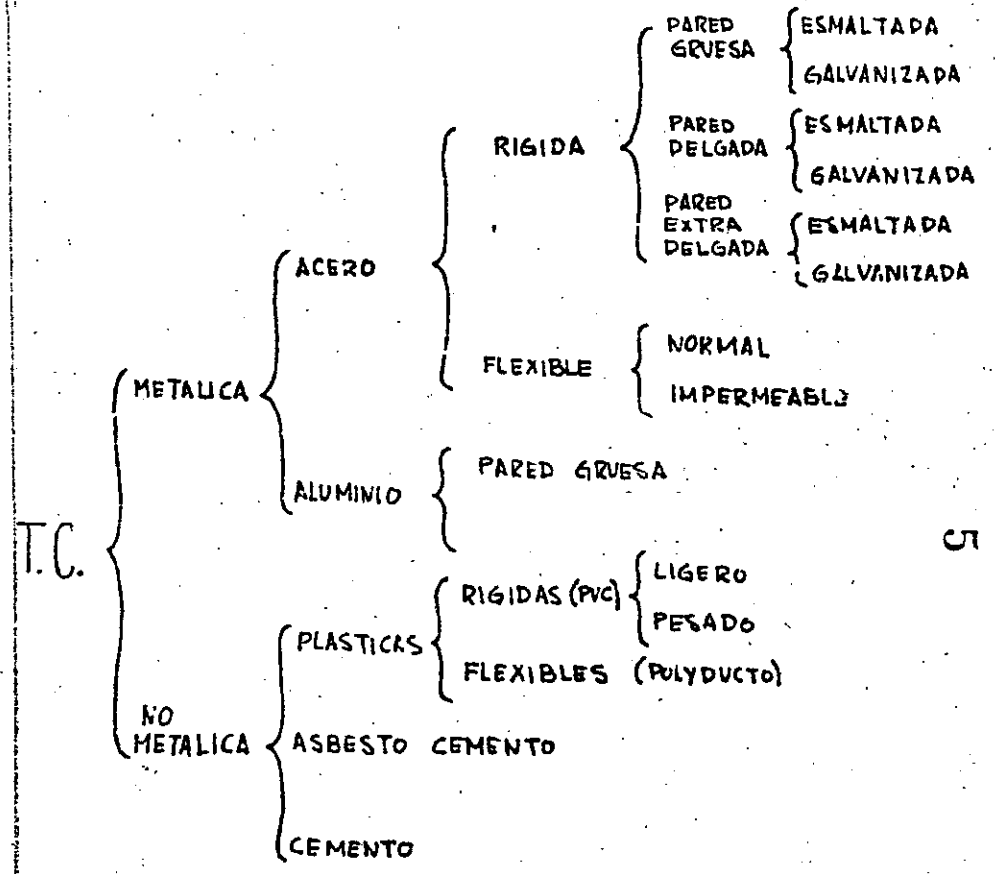 PARED
GRUESA
ESMALTADA
GALVANIZADA
RIGIDA
PARED
DELGADA
ESMALTADA
GALVANIZADA
PARED
EXTRA
DELGADA
ESMALTADA
GALVANIZADA
ACERO
FLEXIBLE
NORMAL
IMPERMEABLE
METALICA
ALUMINIO
PARED GRUESA
T.C.
5
RIGIDAS (PVC)
LIGERO
PESADO
PLASTICAS
FLEXIBLES (POLYDUCTO)
NO
METALICA
ASBESTO CEMENTO
CEMENTO